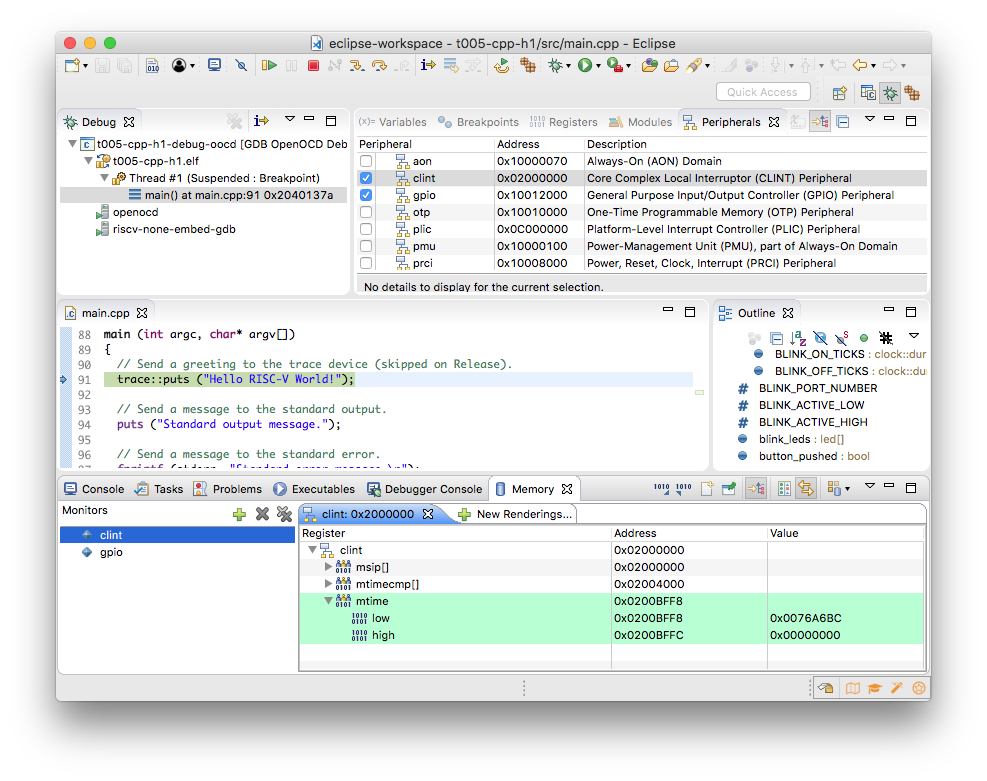 eclipse-workspace - t005-cpp-h1/src/main.cpp - Eclipse
Quick Access
Debug
t005-cpp-h1-debug-oocd [GDB OpenOCD Deb
t005-cpp-h1.elf
Thread #1 (Suspended : Breakpoint)
main() at main.cpp:91 0x2040137a
openocd
riscv-none-embed-gdb
(x)= Variables Breakpoints Registers Modules Peripherals
Peripheral Address Description
aon 0x10000070 Always-On (AON) Domain
clint 0x02000000 Core Complex Local Interruptor (CLINT) Peripheral
gpio 0x10012000 General Purpose Input/Output Controller (GPIO) Peripheral
otp 0x10010000 One-Time Programmable Memory (OTP) Peripheral
plic 0x0C000000 Platform-Level Interrupt Controller (PLIC) Peripheral
pmu 0x10000100 Power-Management Unit (PMU), part of Always-On Domain
prci 0x10008000 Power, Reset, Clock, Interrupt (PRCI) Peripheral
No details to display for the current selection.
main.cpp
88 main (int argc, char* argv[])
89 {
90 // Send a greeting to the trace device (skipped on Release).
91 trace::puts ("Hello RISC-V World!");
92
93 // Send a message to the standard output.
94 puts ("Standard output message.");
95
96 // Send a message to the standard error.
97 fprintf (stderr, "Standard error message.\n");
Outline
BLINK_ON_TICKS : clock::dur
BLINK_OFF_TICKS : clock::du
BLINK_PORT_NUMBER
BLINK_ACTIVE_LOW
BLINK_ACTIVE_HIGH
blink_leds : led[]
button_pushed : bool
Console Tasks Problems Executables Debugger Console Memory
Monitors
clint
gpio
clint: 0x2000000 New Renderings...
Register Address Value
clint 0x02000000
msip[] 0x02000000
mtimecmp[] 0x02004000
mtime 0x0200BFF8
low 0x0200BFF8 0x0076A6BC
high 0x0200BFFC 0x00000000